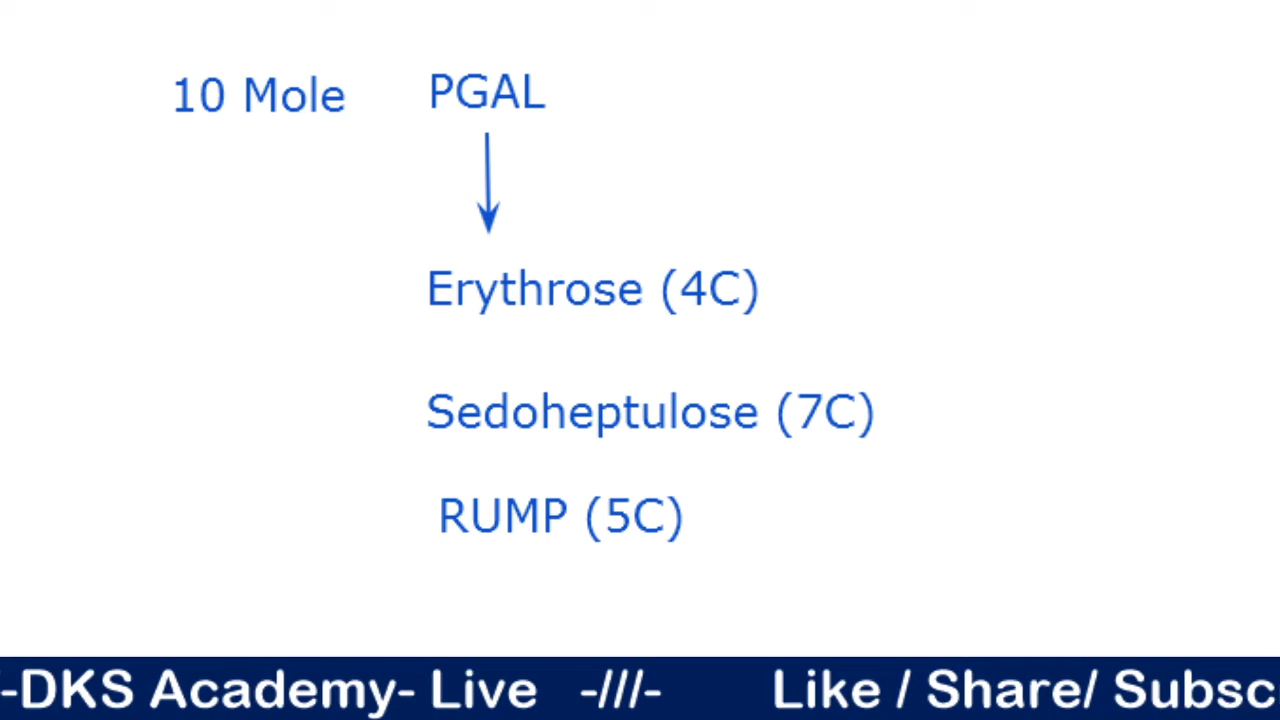 10 Mole PGAL
Erythrose (4C)
Sedoheptulose (7C)
RUMP (5C)
-DKS Academy- Live -///- Like / Share/ Subsc